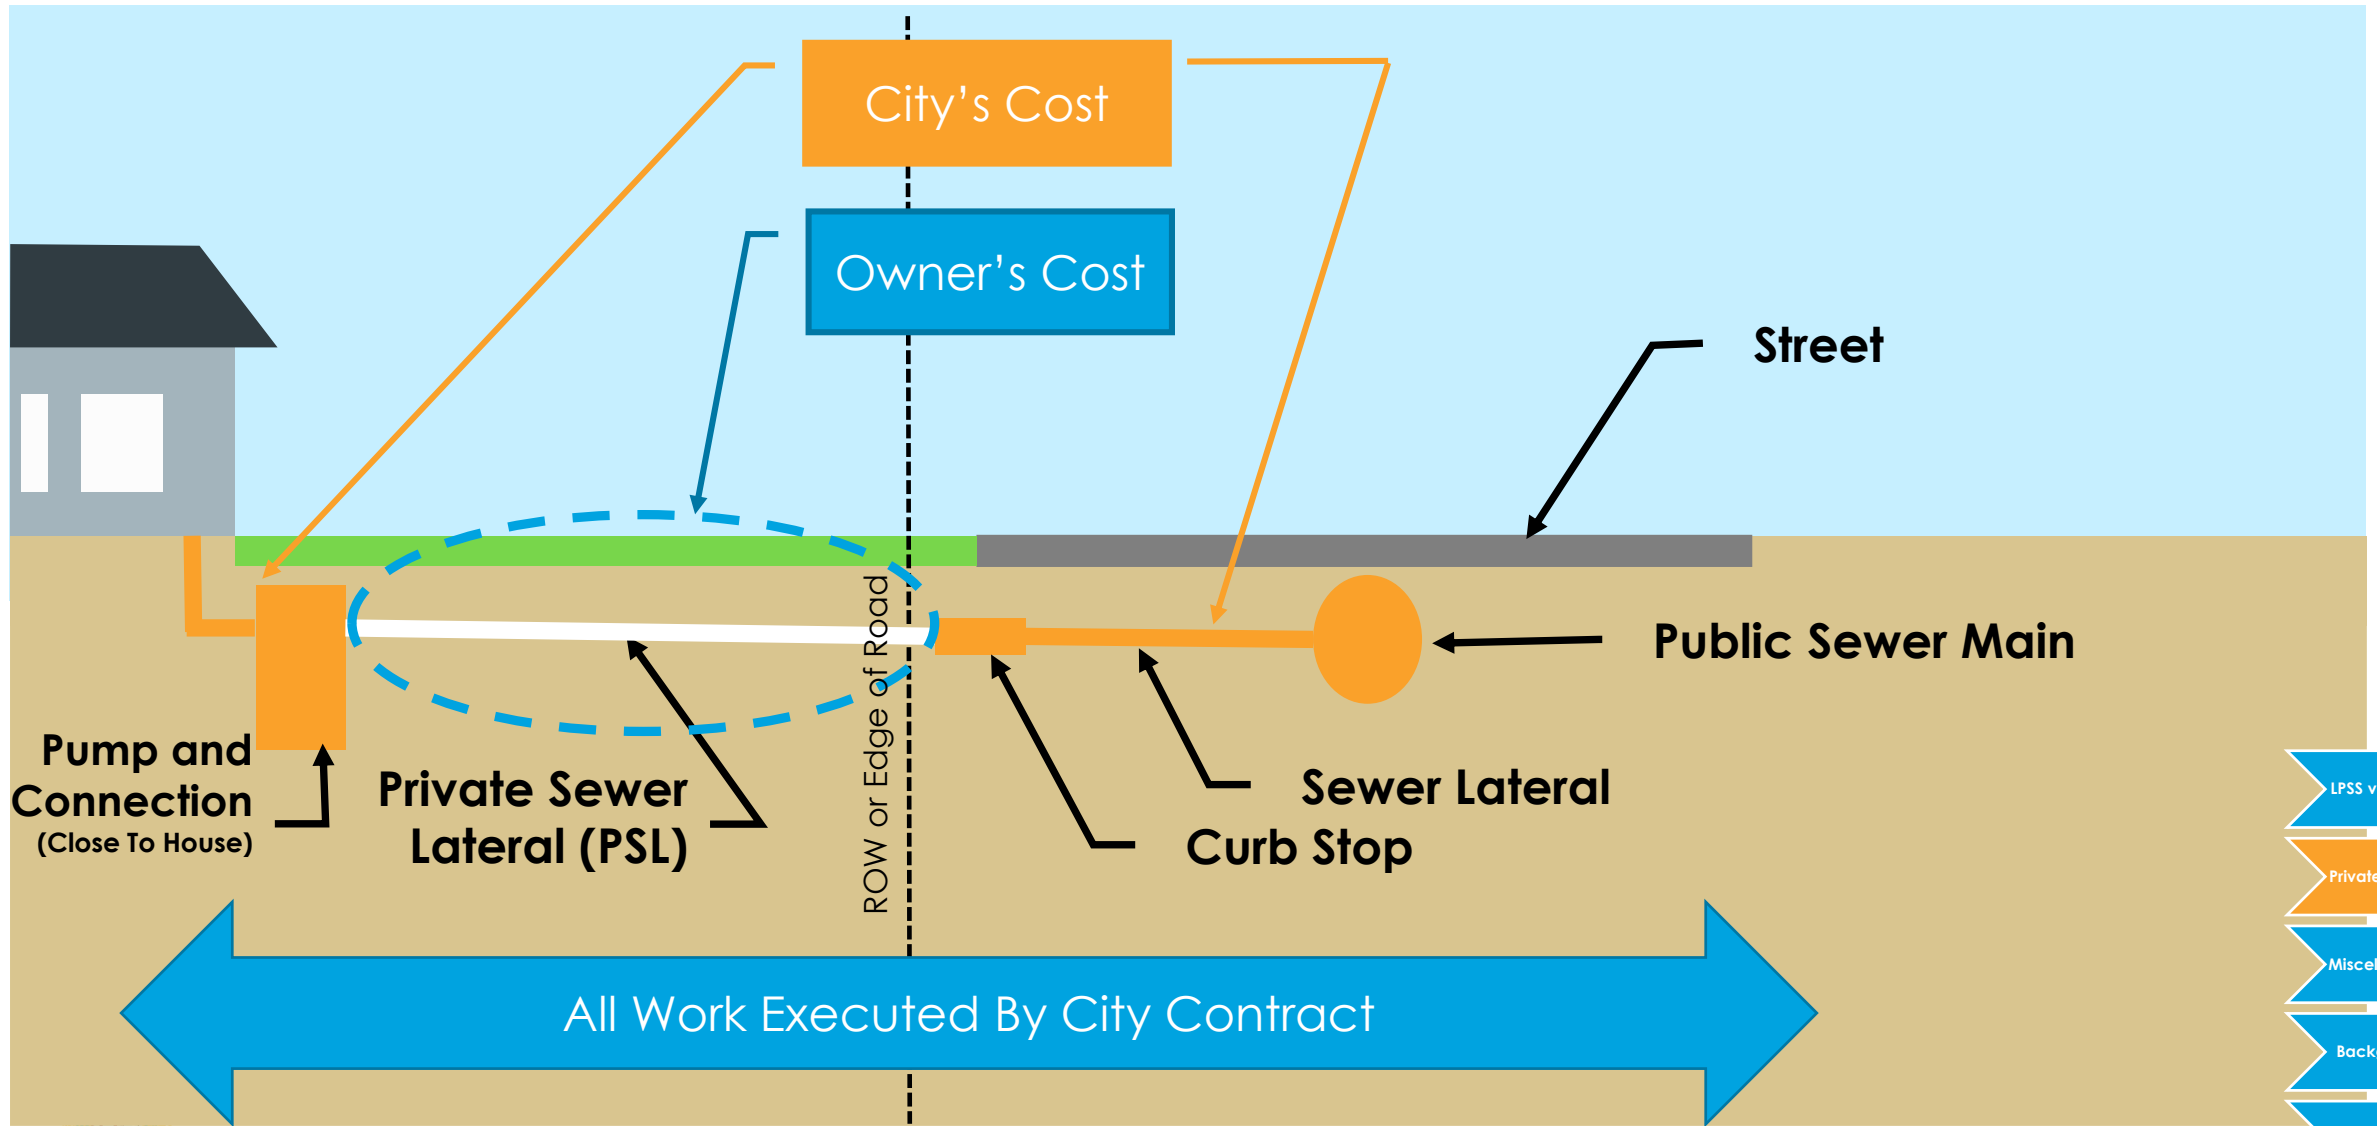 City's Cost
Owner's Cost
Street
Public Sewer Main
ROW or Edge of Road
Pump and
Connection
(Close To House)
Private Sewer
Lateral (PSL)
Sewer Lateral
Curb Stop
All Work Executed By City Contract
LPSS
Private